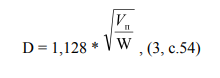 D = 1,128 * √(Vп/W) , (3, с.54)